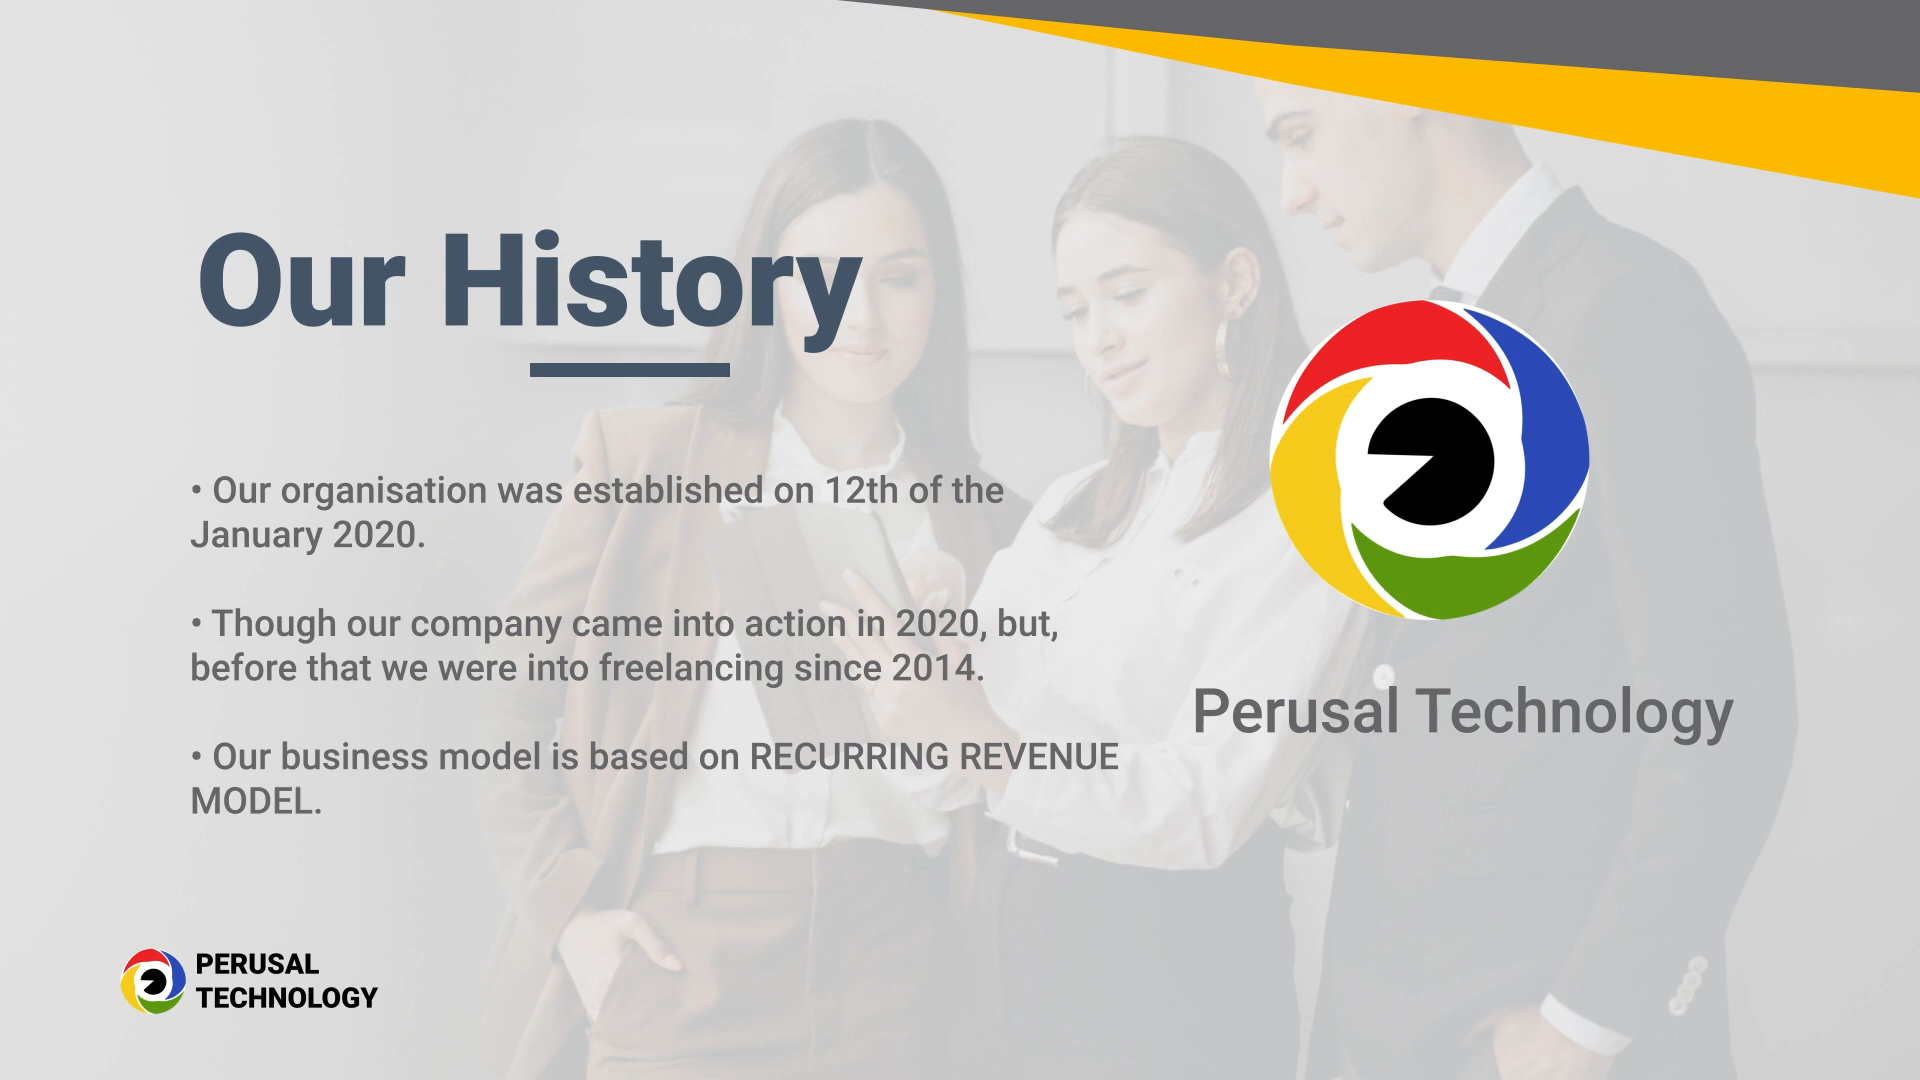 Our History
• Our organisation was established on 12th of the
January 2020.
• Though our company came into action in 2020, but,
before that we were into freelancing since 2014.
• Our business model is based on RECURRING REVENUE
MODEL.
Perusal Technology
PERUSAL
TECHNOLOGY